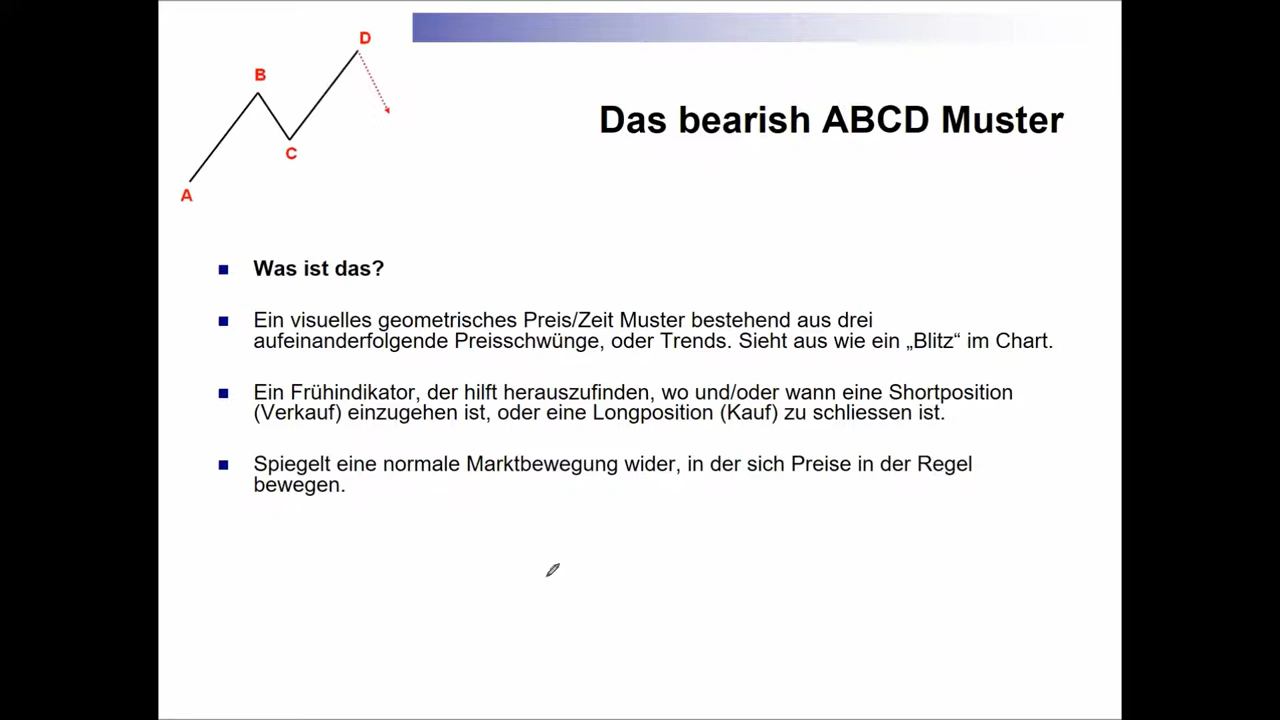 D
B
C
A
Das bearish ABCD Muster
Was ist das?
Ein visuelles geometrisches Preis/Zeit Muster bestehend aus drei
aufeinanderfolgende Preisschwünge, oder Trends. Sieht aus wie ein „Blitz“ im Chart.
Ein Frühindikator, der hilft herauszufinden, wo und/oder wann eine Shortposition
(Verkauf) einzugehen ist, oder eine Longposition (Kauf) zu schliessen ist.
Spiegelt eine normale Marktbewegung wider, in der sich Preise in der Regel
bewegen.